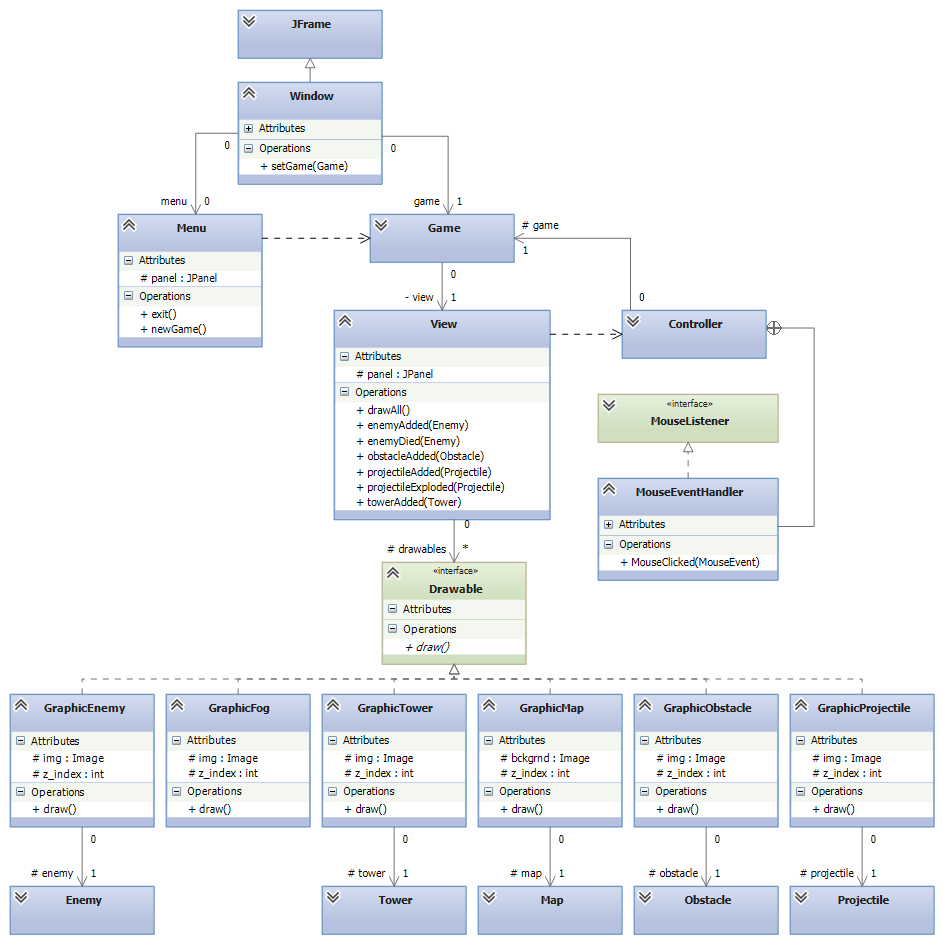 JFrame
Window
Attributes
Operations
+ setGame(Game)
0
0
menu
0
game
1
Menu
Attributes
# panel : JPanel
Operations
+ exit()
+ newGame()
Game
# game
1
0
- view
1
0
View
Attributes
# panel : JPanel
Operations
+ drawAll()
+ enemyAdded(Enemy)
+ enemyDied(Enemy)
+ obstacleAdded(Obstacle)
+ projectileAdded(Projectile)
+ projectileExploded(Projectile)
+ towerAdded(Tower)
Controller
«interface»
MouseListener
MouseEventHandler
Attributes
Operations
+ MouseClicked(MouseEvent)
0
# drawables
*
«interface»
Drawable
Attributes
Operations
+ draw()
GraphicEnemy
Attributes
# img : Image
# z_index : int
Operations
+ draw()
GraphicFog
Attributes
# img : Image
# z_index : int
Operations
+ draw()
GraphicTower
Attributes
# img : Image
# z_index : int
Operations
+ draw()
GraphicMap
Attributes
# bckgrnd : Image
# z_index : int
Operations
+ draw()
GraphicObstacle
Attributes
# img : Image
# z_index : int
Operations
+ draw()
GraphicProjectile
Attributes
# img : Image
# z_index : int
Operations
+ draw()
0
# enemy
1
Enemy
0
# tower
1
Tower
0
# map
1
Map
0
# obstacle
1
Obstacle
0
# projectile
1
Projectile